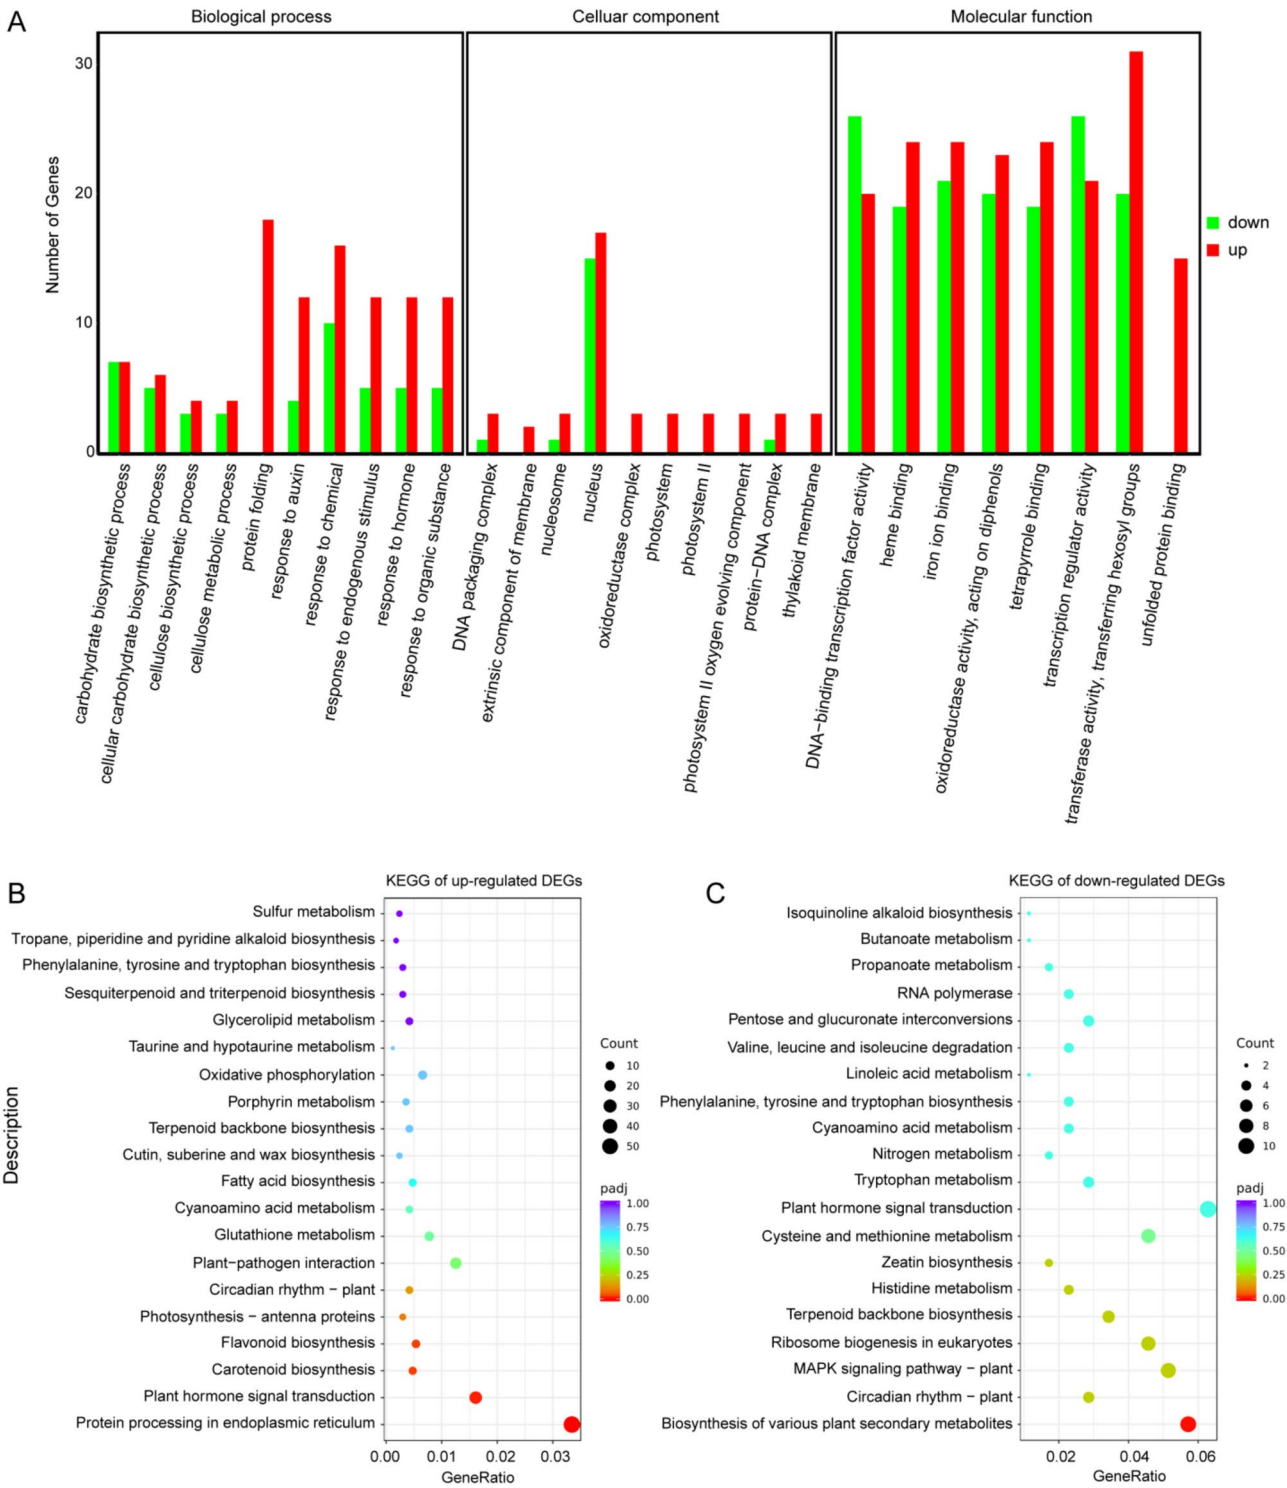 A
Biological process
Celluar component
Molecular function
Number of Genes
30
20
10
0
down
up
carbohydrate biosynthetic process
cellular carbohydrate biosynthetic process
cellulose biosynthetic process
cellulose metabolic process
protein folding
response to auxin
response to chemical
response to endogenous stimulus
response to hormone
response to organic substance
DNA packaging complex
extrinsic component of membrane
nucleosome
nucleus
oxidoreductase complex
photosystem
photosystem II
photosystem II oxygen evolving component
protein−DNA complex
thylakoid membrane
DNA−binding transcription factor activity
heme binding
iron ion binding
oxidoreductase activity, acting on diphenols
tetrapyrrole binding
transcription regulator activity
transferase activity, transferring hexosyl groups
unfolded protein binding
B
KEGG of up-regulated DEGs
Description
Sulfur metabolism
Tropane, piperidine and pyridine alkaloid biosynthesis
Phenylalanine, tyrosine and tryptophan biosynthesis
Sesquiterpenoid and triterpenoid biosynthesis
Glycerolipid metabolism
Taurine and hypotaurine metabolism
Oxidative phosphorylation
Porphyrin metabolism
Terpenoid backbone biosynthesis
Cutin, suberine and wax biosynthesis
Fatty acid biosynthesis
Cyanoamino acid metabolism
Glutathione metabolism
Plant−pathogen interaction
Circadian rhythm − plant
Photosynthesis − antenna proteins
Flavonoid biosynthesis
Carotenoid biosynthesis
Plant hormone signal transduction
Protein processing in endoplasmic reticulum
0.00 0.01 0.02 0.03
GeneRatio
Count
10
20
30
40
50
padj
1.00
0.75
0.50
0.25
0.00
C
KEGG of down-regulated DEGs
Isoquinoline alkaloid biosynthesis
Butanoate metabolism
Propanoate metabolism
RNA polymerase
Pentose and glucuronate interconversions
Valine, leucine and isoleucine degradation
Linoleic acid metabolism
Phenylalanine, tyrosine and tryptophan biosynthesis
Cyanoamino acid metabolism
Nitrogen metabolism
Tryptophan metabolism
Plant hormone signal transduction
Cysteine and methionine metabolism
Zeatin biosynthesis
Histidine metabolism
Terpenoid backbone biosynthesis
Ribosome biogenesis in eukaryotes
MAPK signaling pathway − plant
Circadian rhythm − plant
Biosynthesis of various plant secondary metabolites
0.02 0.04 0.06
GeneRatio
Count
2
4
6
8
10
padj
1.00
0.75
0.50
0.25
0.00